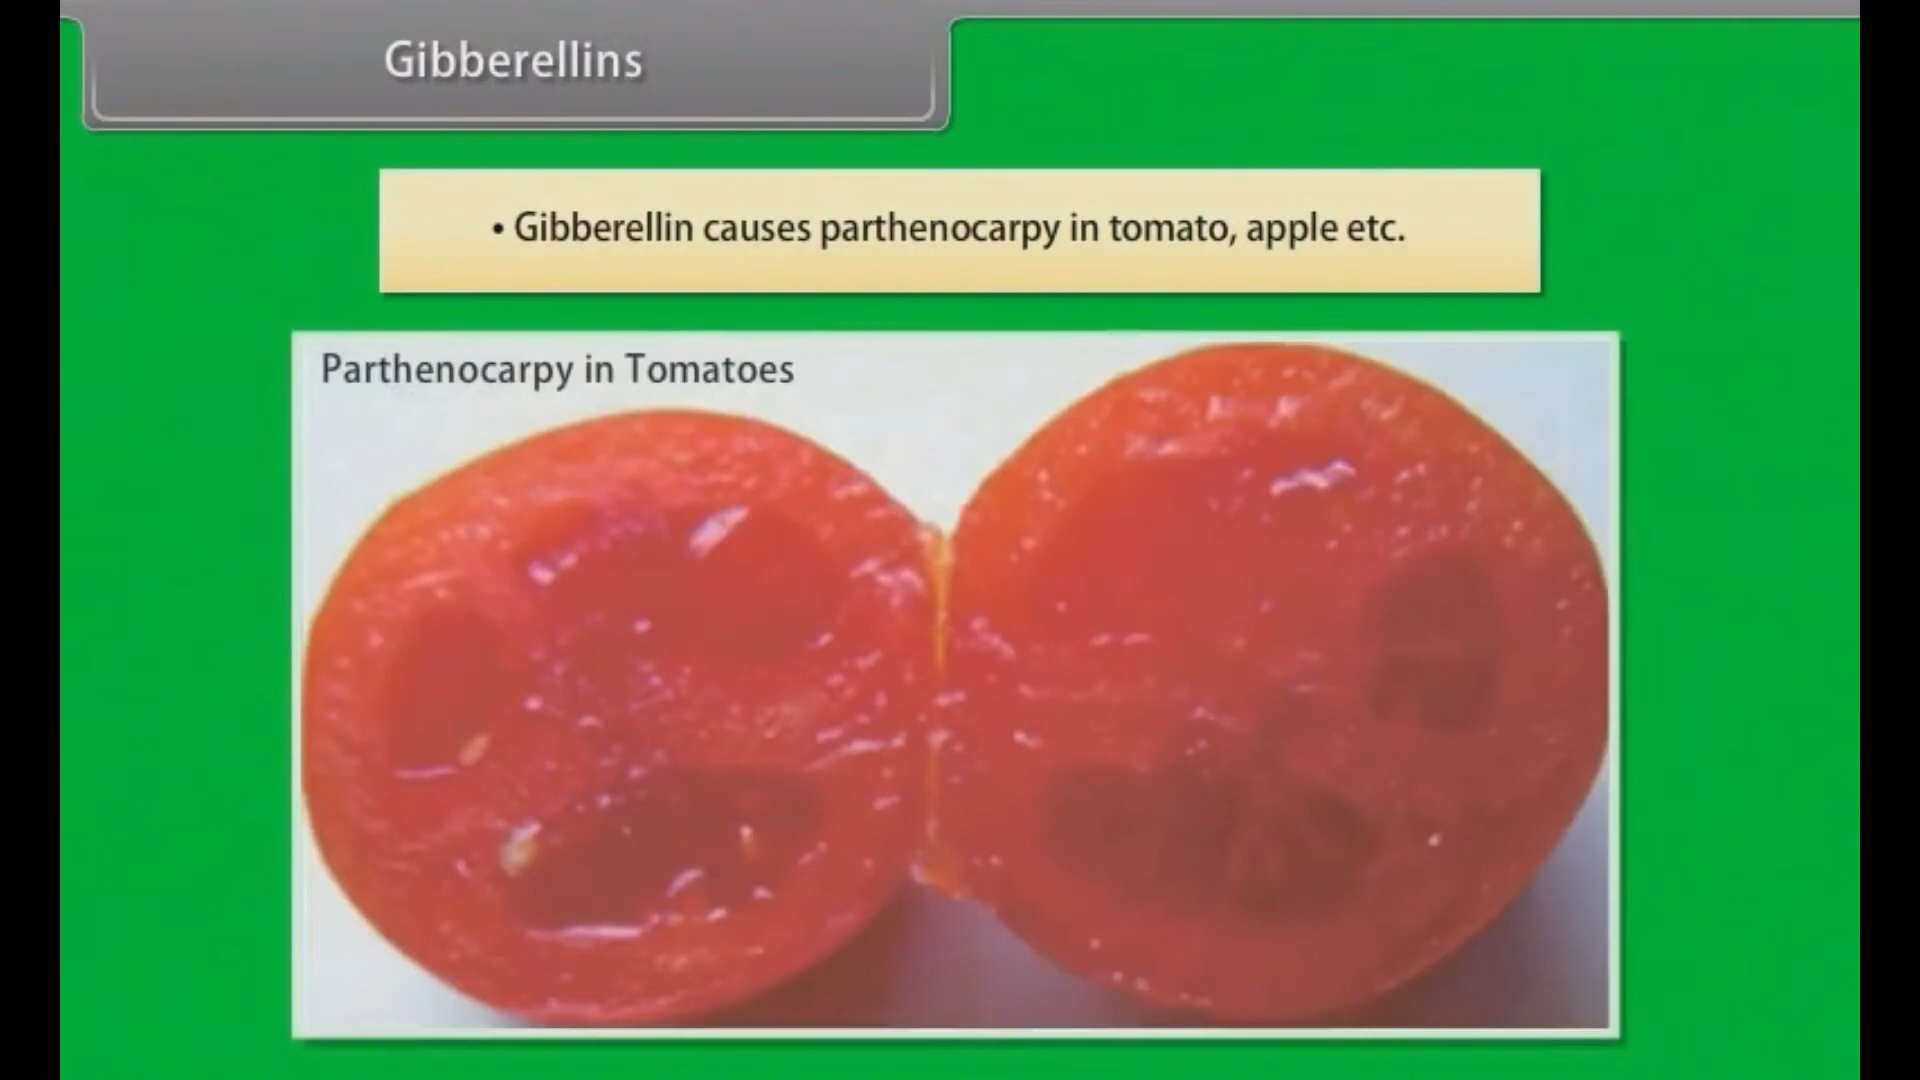 Gibberellins
• Gibberellin causes parthenocarpy in tomato, apple etc.
Parthenocarpy in Tomatoes